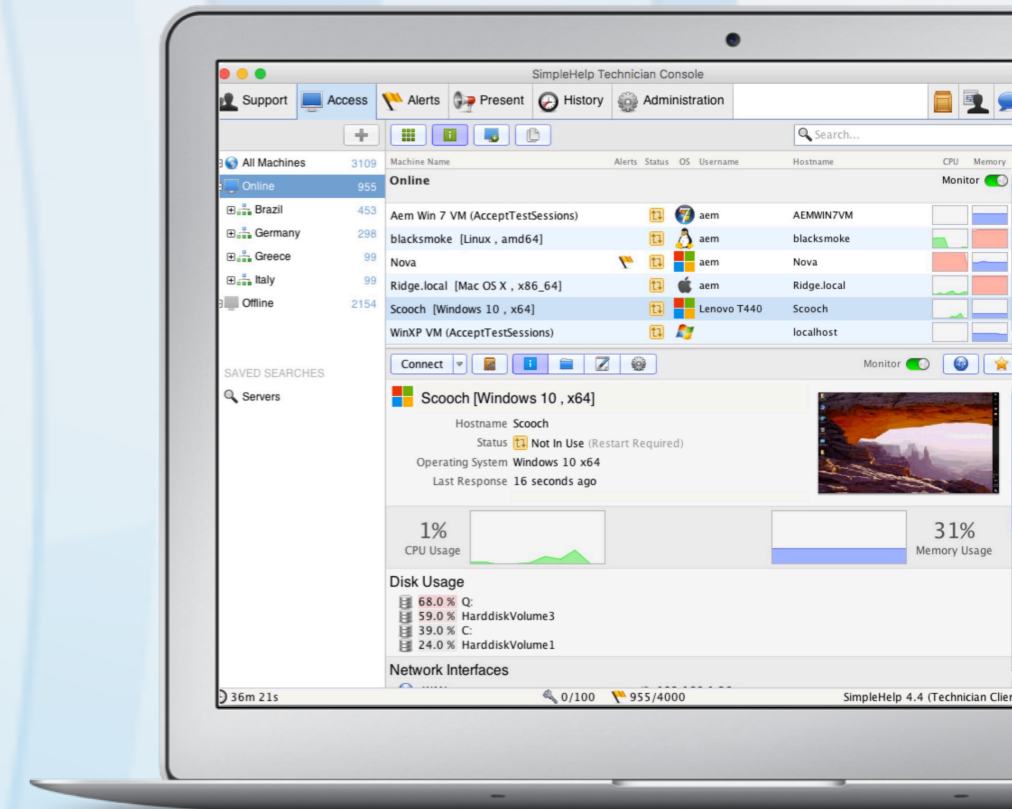 SimpleHelp Technician Console
Support Access Alerts Present History Administration
Search...
All Machines 3109
Online 955
Brazil 453
Germany 298
Greece 99
Italy 99
Offline 2154
SAVED SEARCHES
Servers
Machine Name Alerts Status OS Username Hostname CPU Memory
Online Monitor
Aem Win 7 VM (AcceptTestSessions) aem AEMWIN7VM
blacksmoke [Linux , amd64] aem blacksmoke
Nova aem Nova
Ridge.local [Mac OS X , x86_64] aem Ridge.local
Scooch [Windows 10 , x64] Lenovo T440 Scooch
WinXP VM (AcceptTestSessions) localhost
Connect Monitor
Scooch [Windows 10 , x64]
Hostname Scooch
Status Not In Use (Restart Required)
Operating System Windows 10 x64
Last Response 16 seconds ago
1% 31%
CPU Usage Memory Usage
Disk Usage
68.0 % Q:
59.0 % HarddiskVolume3
39.0 % C:
24.0 % HarddiskVolume1
Network Interfaces
36m 21s 0/100 955/4000 SimpleHelp 4.4 (Technician Clien